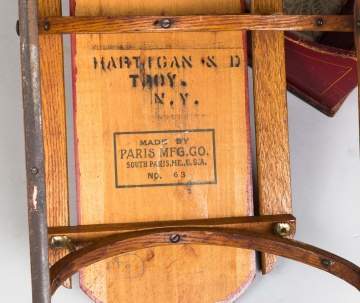 HARTIGAN & D
TROY.
N.Y.
MADE BY
PARIS MFG. CO.
SOUTH PARIS, ME., U.S.A.
NO. 63